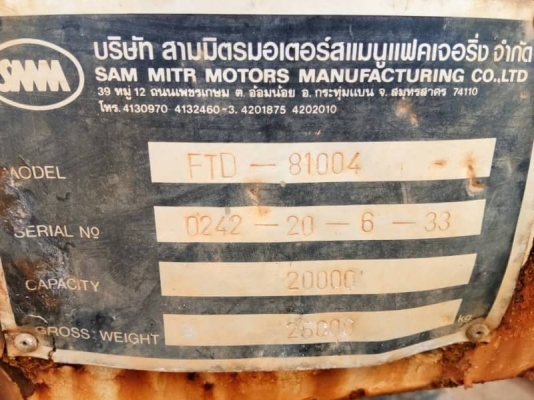 SMM
บริษัท สามมิตรมอเตอร์สแมนูแฟคเจอริ่ง จำกัด
SAM MITR MOTORS MANUFACTURING CO.,LTD
39 หมู่ 12 ถนนเพชรเกษม ต. อ้อมน้อย อ. กระทุ่มแบน จ. สมุทรสาคร 74110
โทร. 4130970 4132460-3. 4201875 4202010
MODEL FTD - 81004
SERIAL No 0242 - 20 - 6 - 33
CAPACITY 20000
GROSS WEIGHT 25000 kg